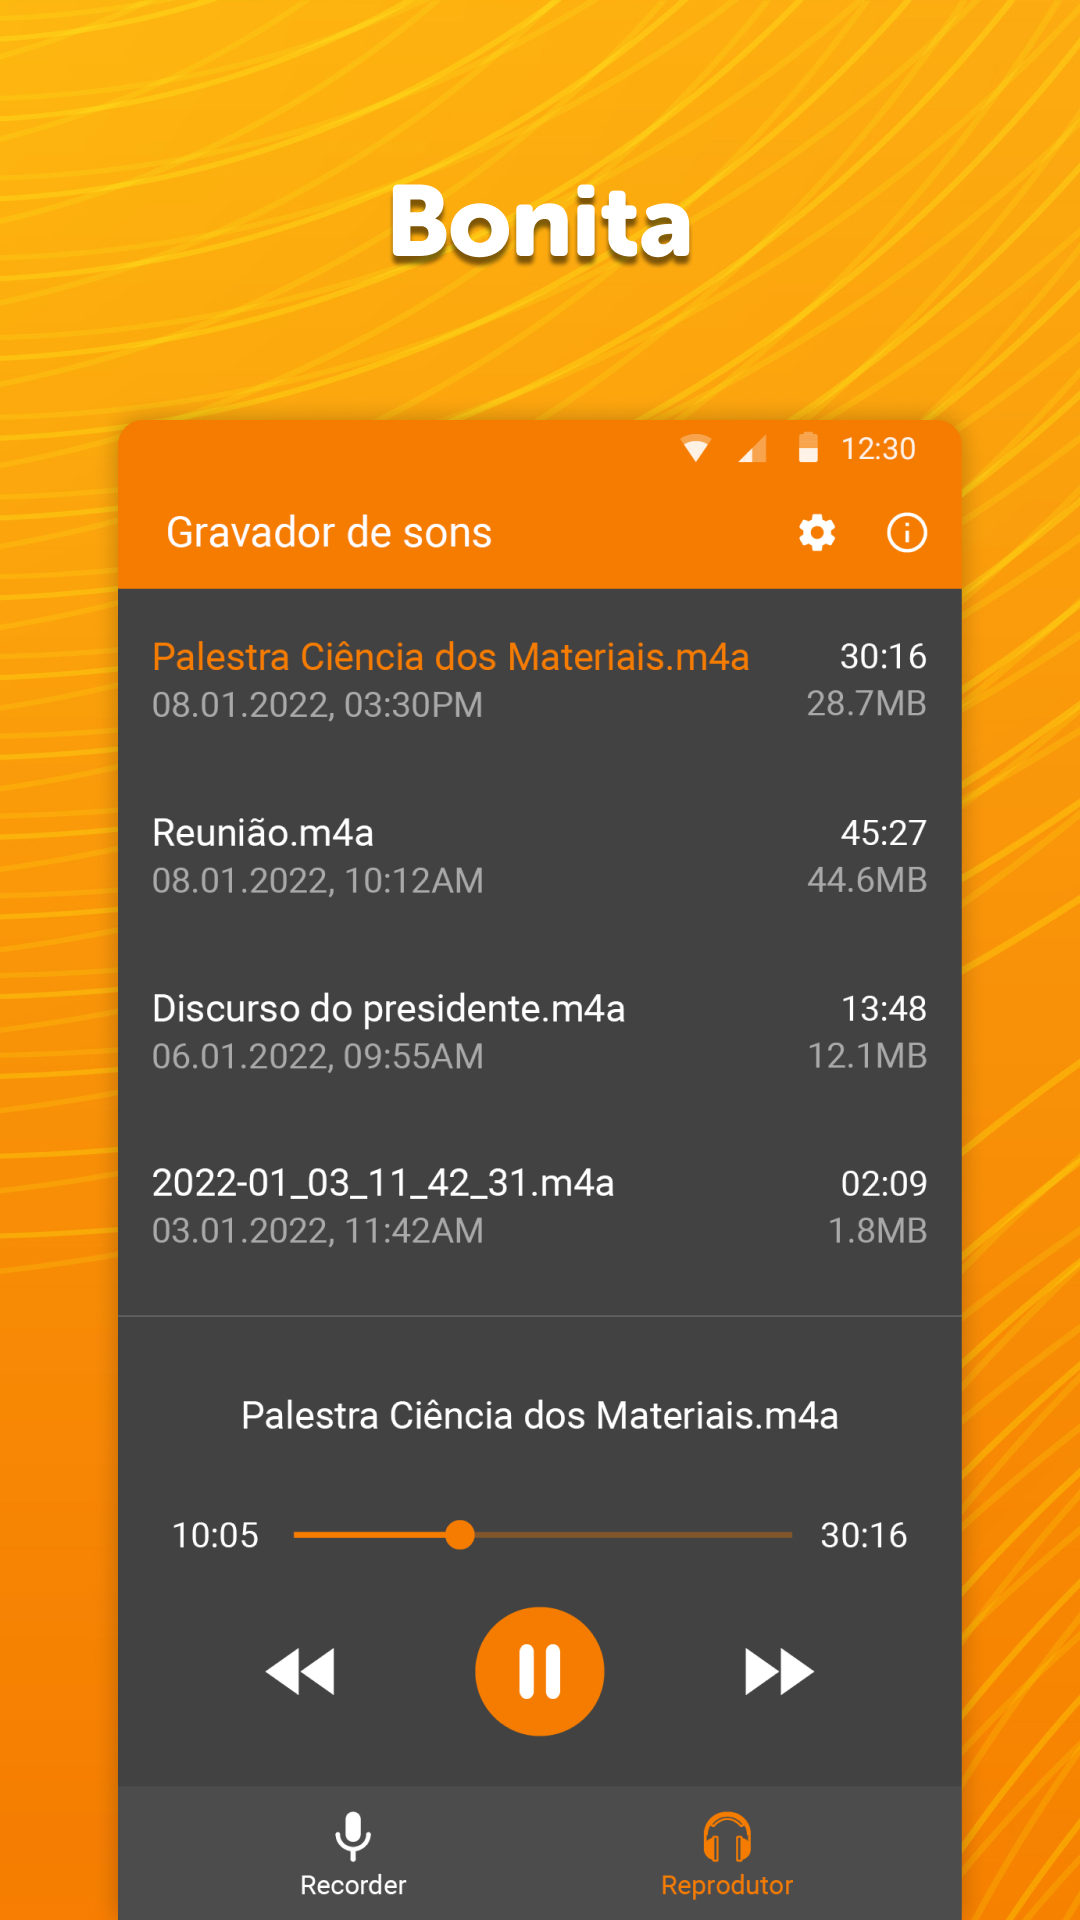 Bonita
12:30
Gravador de sons
Palestra Ciência dos Materiais.m4a 30:16
08.01.2022, 03:30PM 28.7MB
Reunião.m4a 45:27
08.01.2022, 10:12AM 44.6MB
Discurso do presidente.m4a 13:48
06.01.2022, 09:55AM 12.1MB
2022-01_03_11_42_31.m4a 02:09
03.01.2022, 11:42AM 1.8MB
Palestra Ciência dos Materiais.m4a
10:05 30:16
Recorder Reprodutor